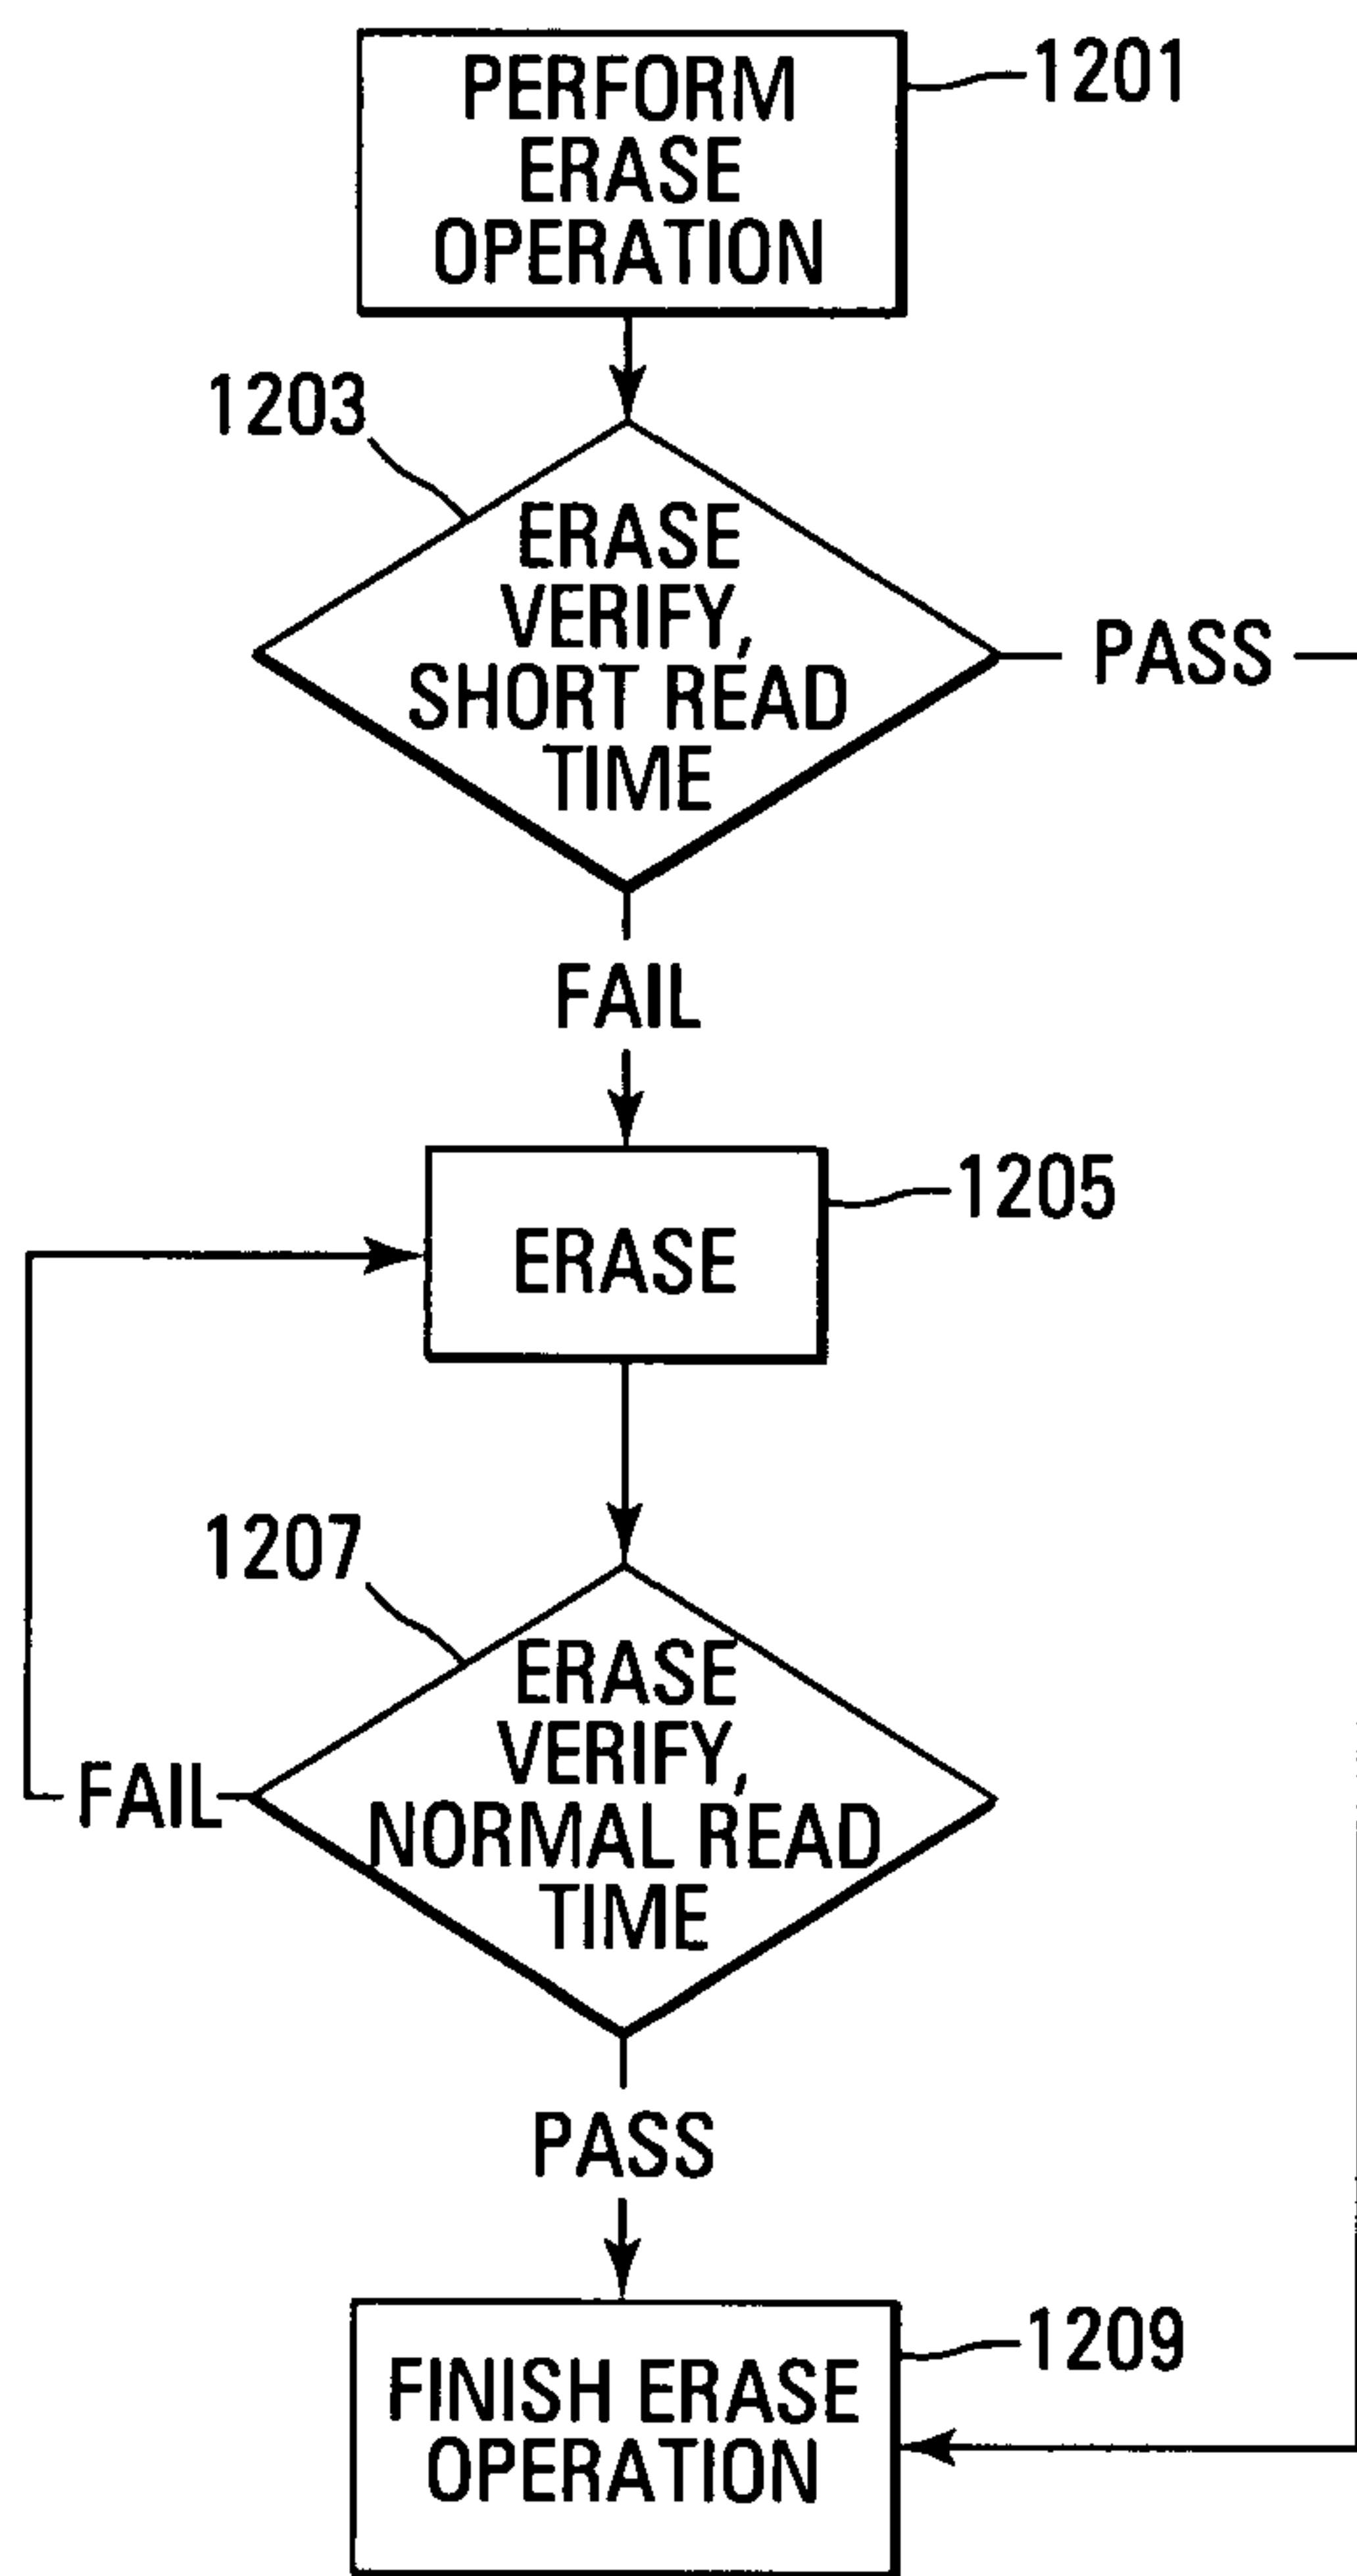 PERFORM
ERASE
OPERATION
1201
1203
ERASE
VERIFY,
SHORT READ
TIME
PASS
FAIL
1205
ERASE
1207
ERASE
VERIFY,
NORMAL READ
TIME
FAIL
PASS
1209
FINISH ERASE
OPERATION